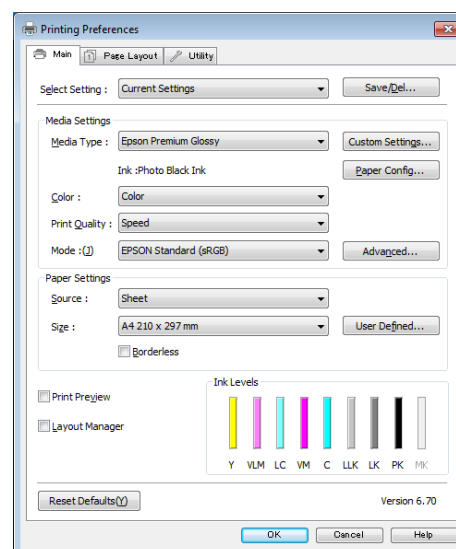 Printing Preferences
Main Page Layout Utility
Select Setting : Current Settings Save/Del...
Media Settings
Media Type : Epson Premium Glossy Custom Settings...
Ink :Photo Black Ink Paper Config...
Color : Color
Print Quality : Speed
Mode :(J) EPSON Standard (sRGB) Advanced...
Paper Settings
Source : Sheet
Size : A4 210 x 297 mm User Defined...
Borderless
Ink Levels
Print Preview
Layout Manager
Y VLM LC VM C LLK LK PK MK
Reset Defaults(Y) Version 6.70
OK Cancel Help